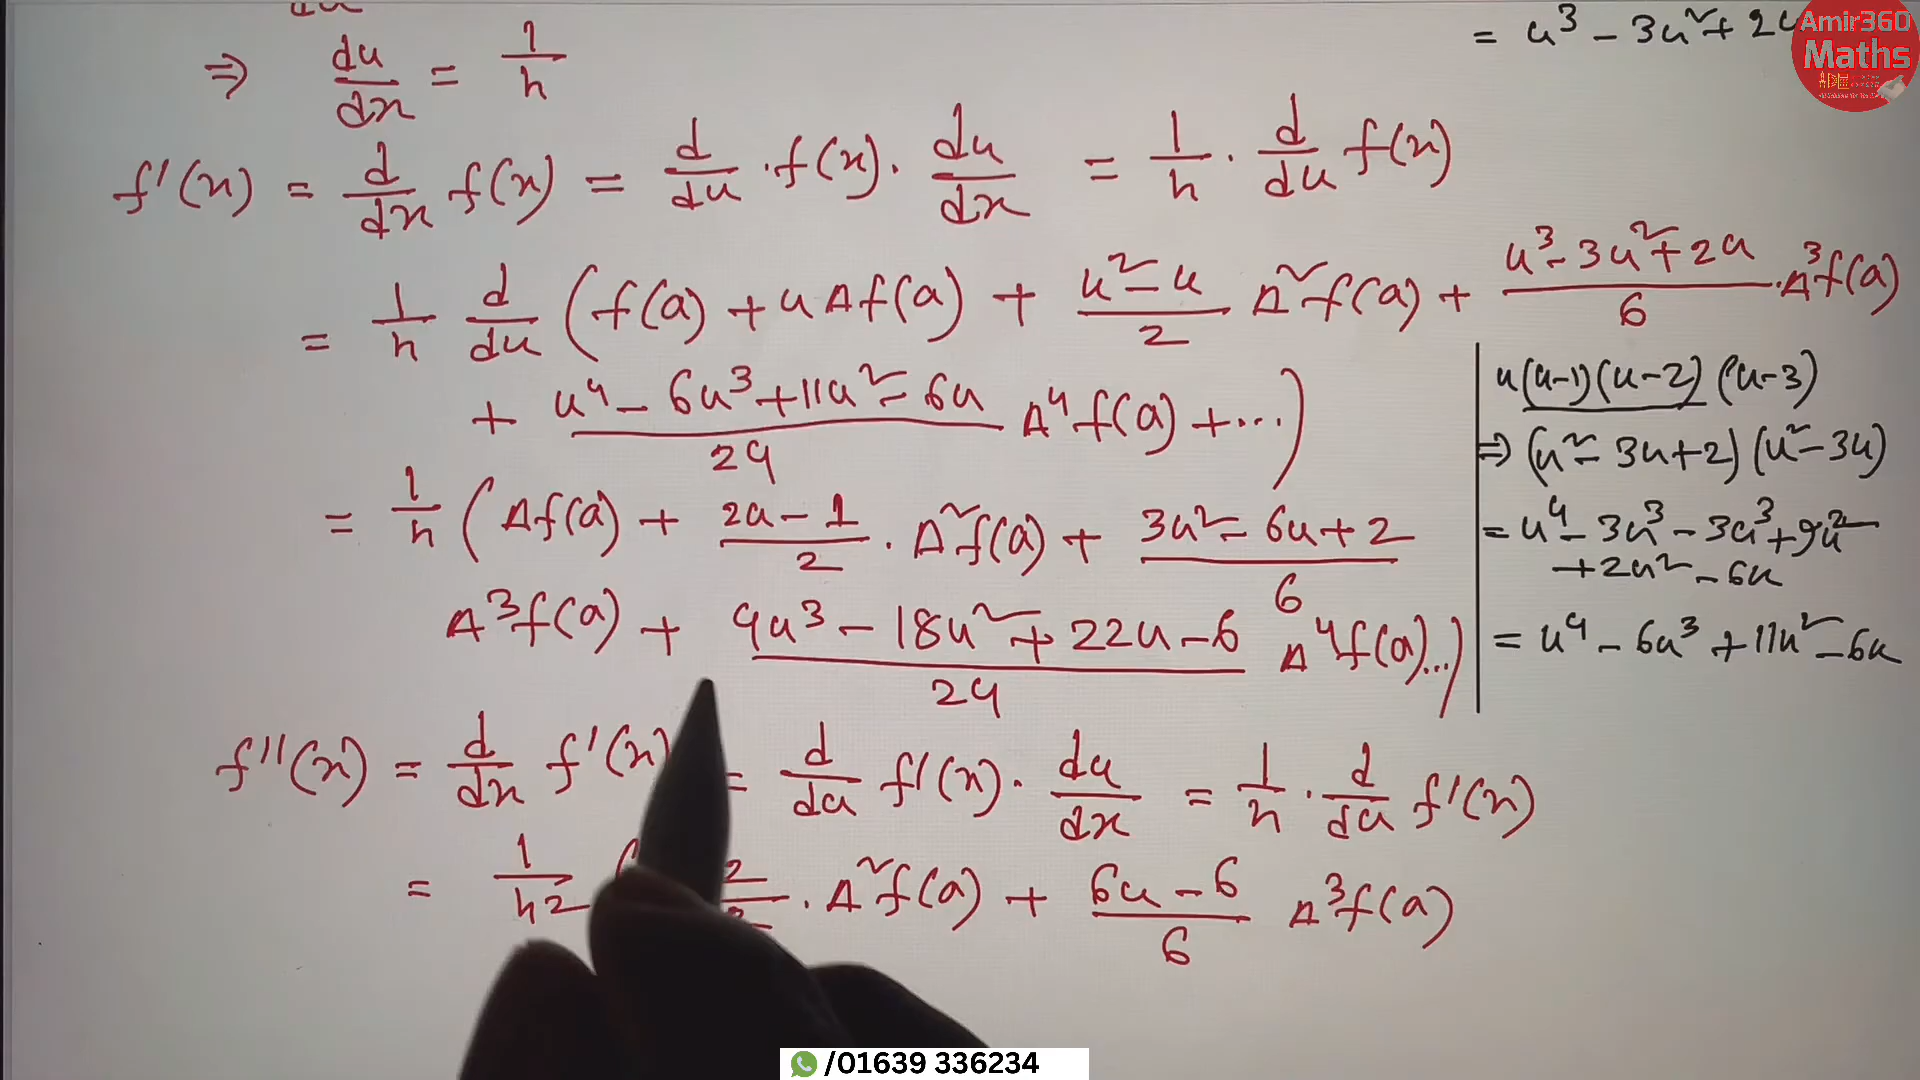 = u³ - 3u² + 2u
Amir360
Maths
⇒ du/dx = 1/h
f'(x) = d/dx f(x) = d/du · f(x) · du/dx = 1/h · d/du f(x)
= 1/h d/du (f(a) + uΔf(a) + (u² - u)/2 Δ²f(a) + (u³ - 3u² + 2u)/6 · Δ³f(a)
+ (u⁴ - 6u³ + 11u² - 6u)/24 Δ⁴f(a) + ...)
= 1/h (Δf(a) + (2u - 1)/2 · Δ²f(a) + (3u² - 6u + 2)/6
Δ³f(a) + (4u³ - 18u² + 22u - 6)/24 Δ⁴f(a)...)
u(u-1)(u-2)(u-3)
⇒ (u² - 3u + 2)(u² - 3u)
= u⁴ - 3u³ - 3u³ + 9u²
+ 2u² - 6u
= u⁴ - 6u³ + 11u² - 6u
f''(x) = d/dx f'(x) = d/du f'(x) · du/dx = 1/h · d/du f'(x)
= 1/h² ( 2/2 · Δ²f(a) + (6u - 6)/6 Δ³f(a)
/01639 336234